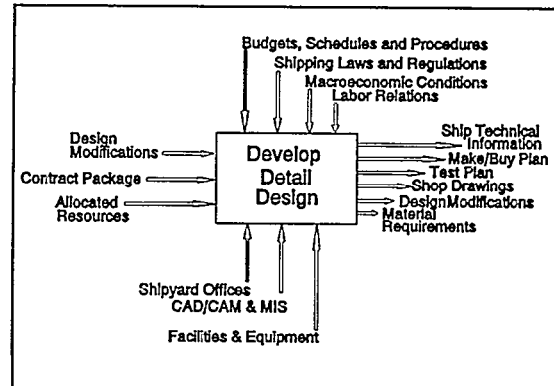 Budgets, Schedules and Procedures
Shipping Laws and Regulations
Macroeconomic Conditions
Labor Relations
Design
Modifications
Contract Package
Allocated
Resources
Develop
Detail
Design
Ship Technical
Information
Make/Buy Plan
Test Plan
Shop Drawings
Design Modifications
Material
Requirements
Shipyard Offices
CAD/CAM & MIS
Facilities & Equipment